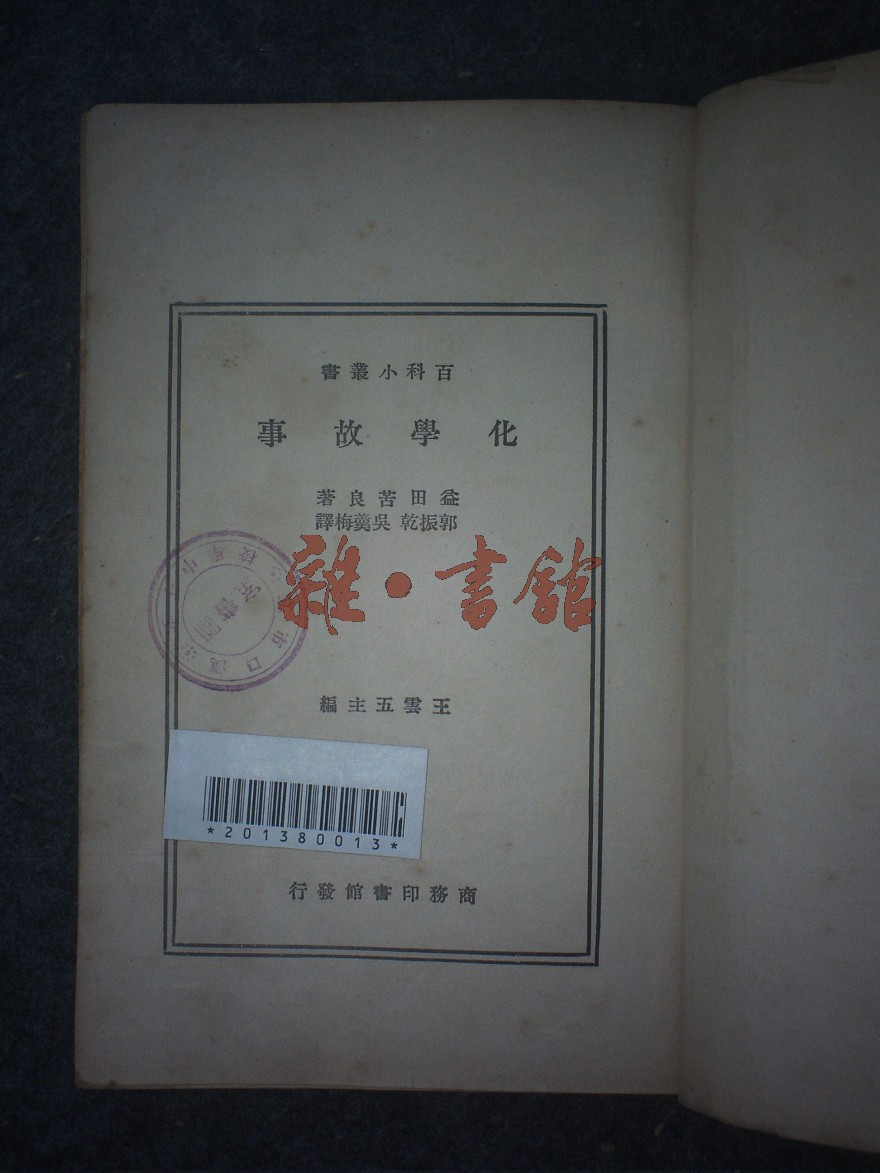 百科小叢書
化學故事
益田苦良著
郭振乾 吳羹梅譯
雜·書館
王雲五主編
*201380013*
商務印書館發行